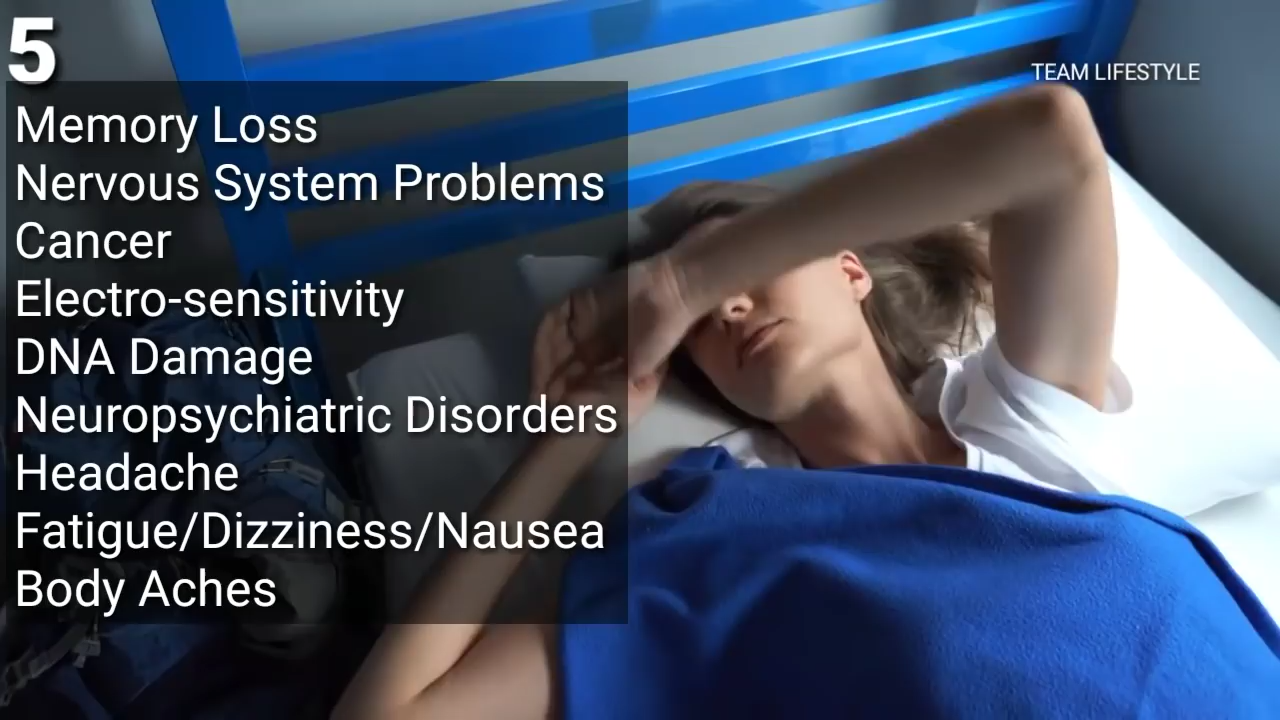 5
TEAM LIFESTYLE
Memory Loss
Nervous System Problems
Cancer
Electro-sensitivity
DNA Damage
Neuropsychiatric Disorders
Headache
Fatigue/Dizziness/Nausea
Body Aches